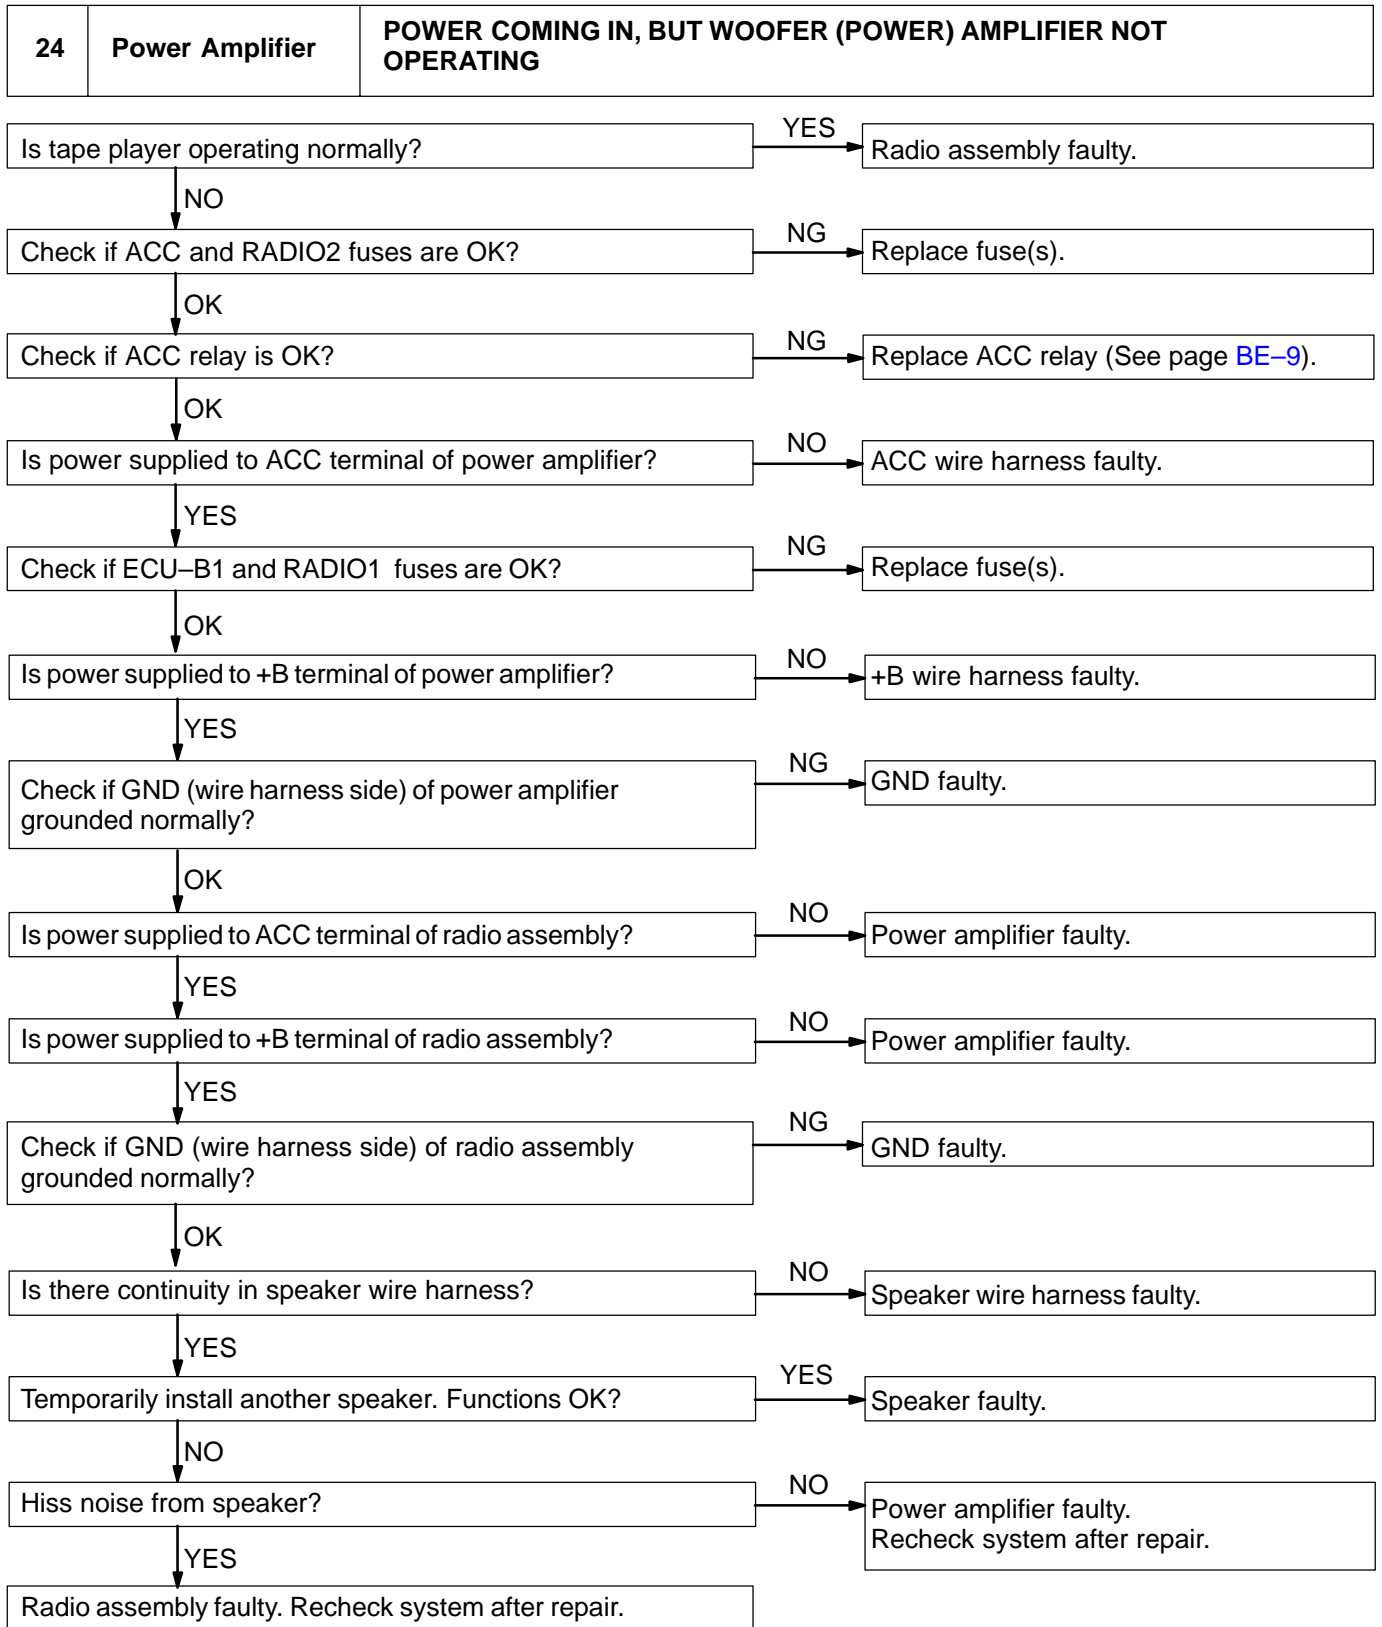 24
Power Amplifier
POWER COMING IN, BUT WOOFER (POWER) AMPLIFIER NOT
OPERATING
Is tape player operating normally?
YES
Radio assembly faulty.
NO
Check if ACC and RADIO2 fuses are OK?
NG
Replace fuse(s).
OK
Check if ACC relay is OK?
NG
Replace ACC relay (See page BE–9).
OK
Is power supplied to ACC terminal of power amplifier?
NO
ACC wire harness faulty.
YES
Check if ECU–B1 and RADIO1 fuses are OK?
NG
Replace fuse(s).
OK
Is power supplied to +B terminal of power amplifier?
NO
+B wire harness faulty.
YES
Check if GND (wire harness side) of power amplifier
grounded normally?
NG
GND faulty.
OK
Is power supplied to ACC terminal of radio assembly?
NO
Power amplifier faulty.
YES
Is power supplied to +B terminal of radio assembly?
NO
Power amplifier faulty.
YES
Check if GND (wire harness side) of radio assembly
grounded normally?
NG
GND faulty.
OK
Is there continuity in speaker wire harness?
NO
Speaker wire harness faulty.
YES
Temporarily install another speaker. Functions OK?
YES
Speaker faulty.
NO
Hiss noise from speaker?
NO
Power amplifier faulty.
Recheck system after repair.
YES
Radio assembly faulty. Recheck system after repair.